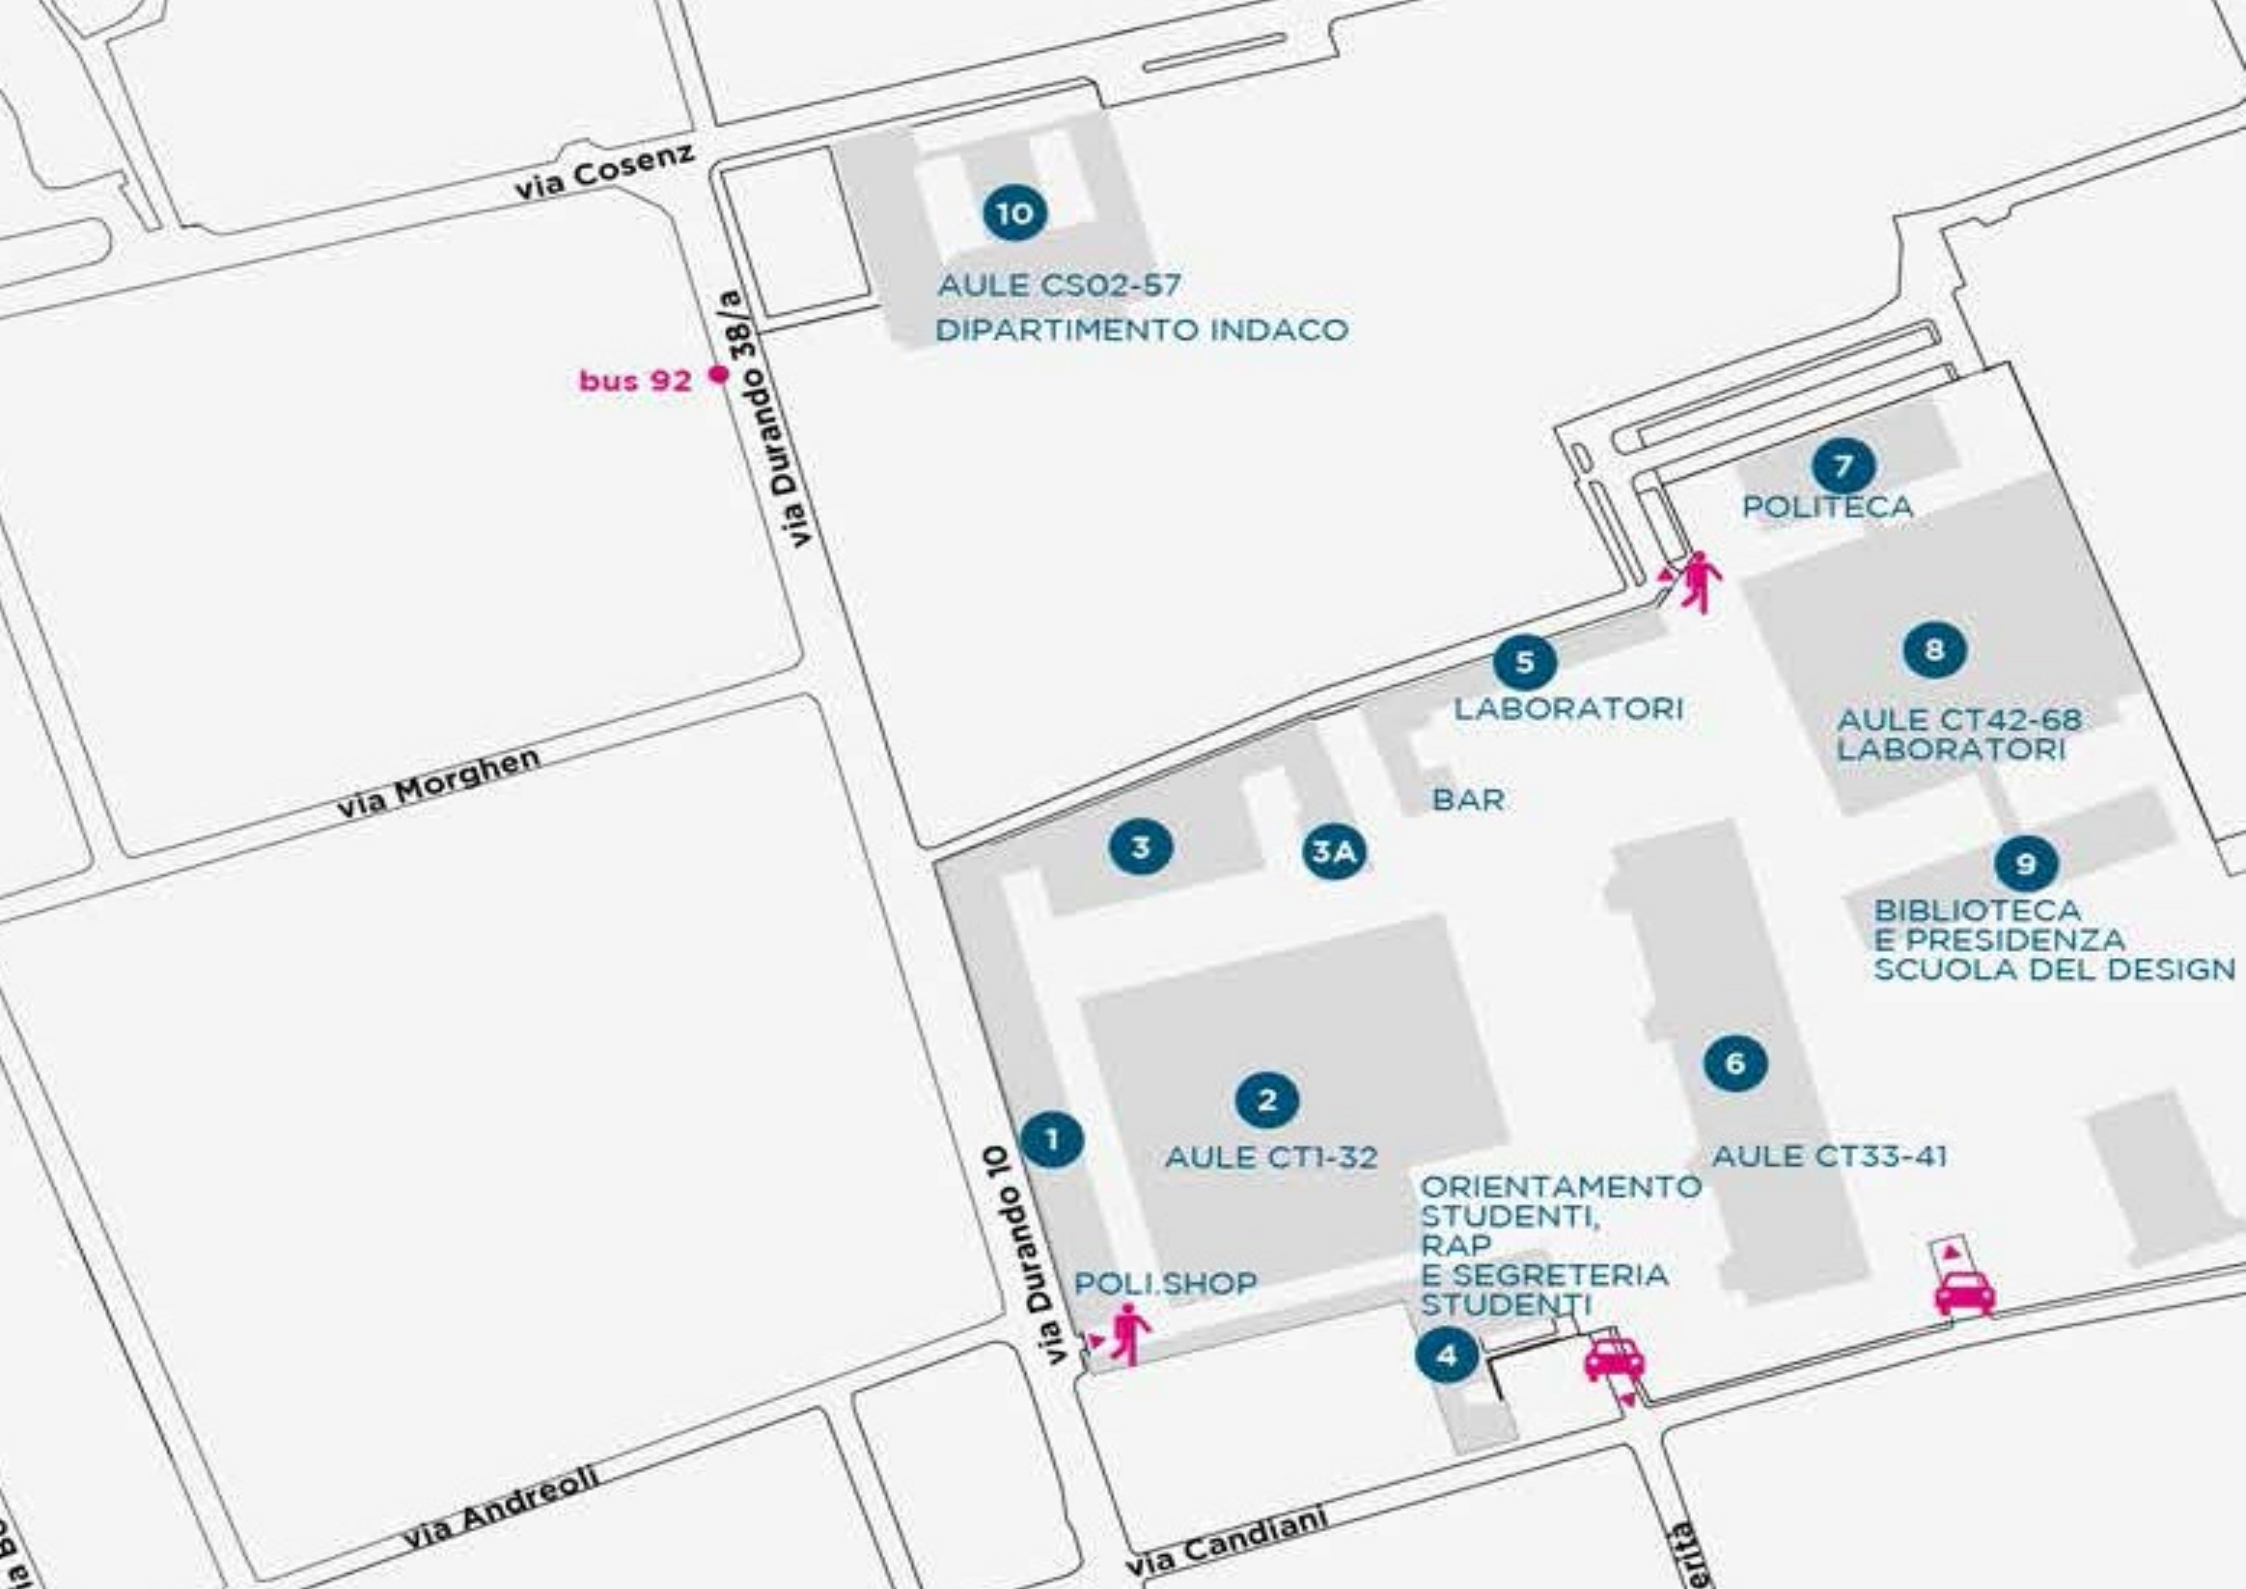 via Cosenz
10
AULE CS02-57
DIPARTIMENTO INDACO
via Durando 38/a
bus 92
7
POLITECA
5
LABORATORI
8
AULE CT42-68
LABORATORI
via Morghen
BAR
3
3A
9
BIBLIOTECA
E PRESIDENZA
SCUOLA DEL DESIGN
6
AULE CT33-41
2
AULE CT1-32
1
via Durando 10
ORIENTAMENTO
STUDENTI,
RAP
E SEGRETERIA
STUDENTI
POLI.SHOP
4
via Andreoli
via Candiani